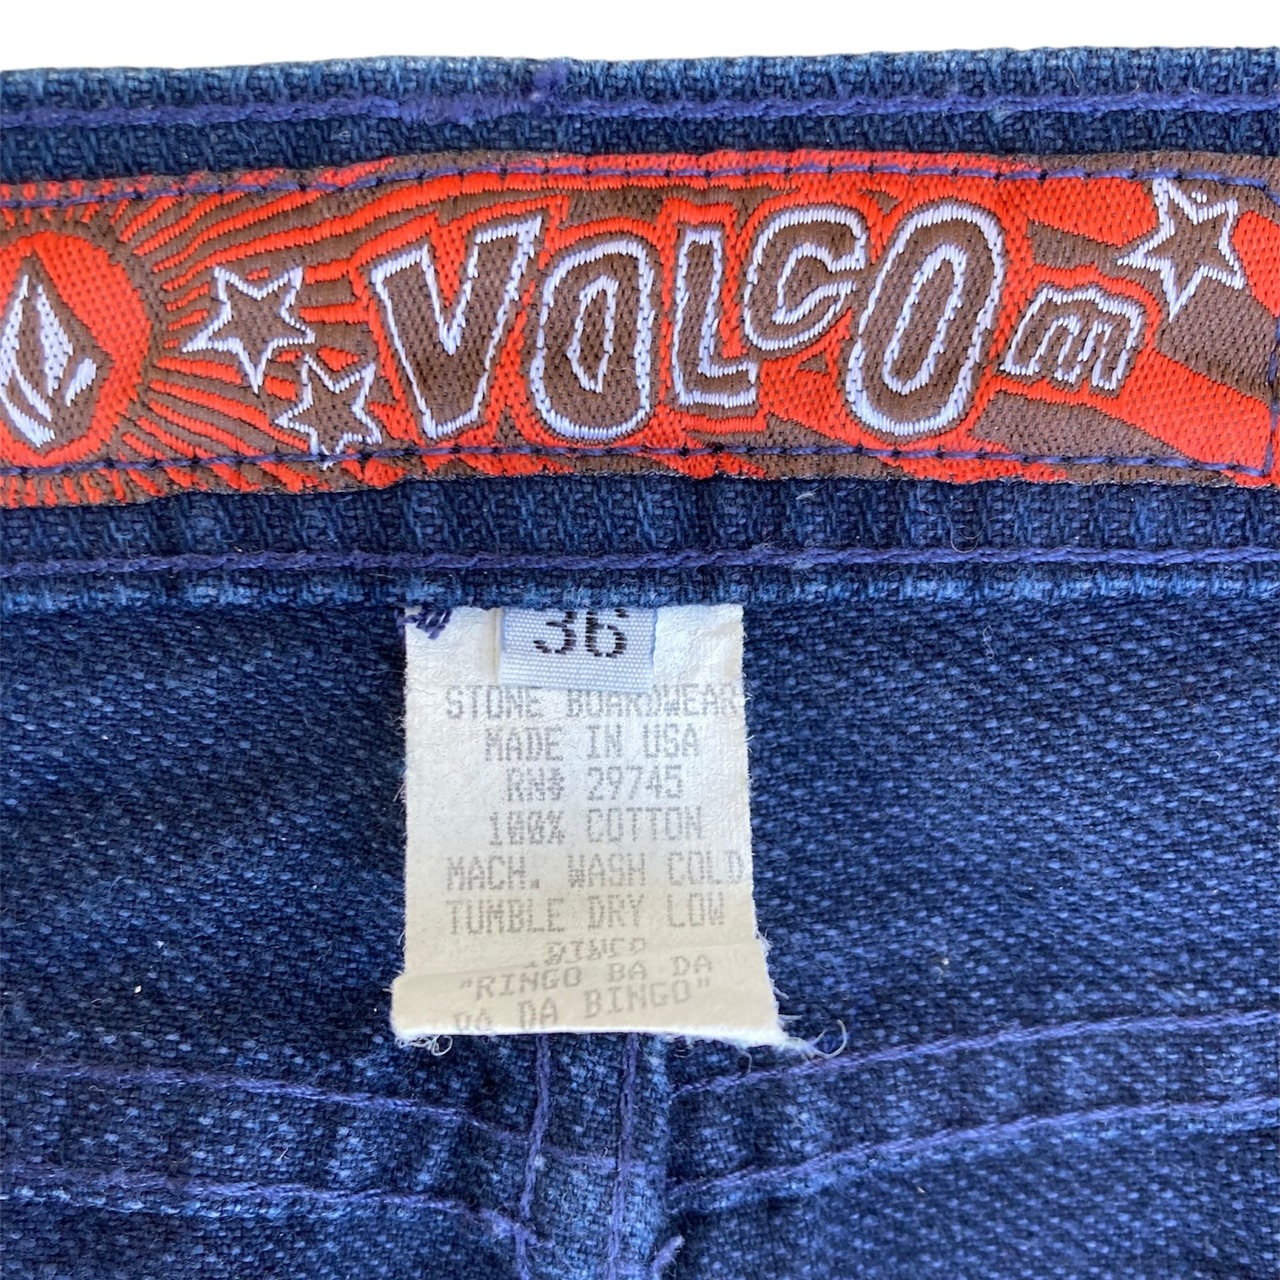 VOLCOm
36
STONE BOARDWEAR
MADE IN USA
RN# 29745
100% COTTON
MACH. WASH COLD
TUMBLE DRY LOW
"RINGO BA DA
DA BINGO"
DA DA